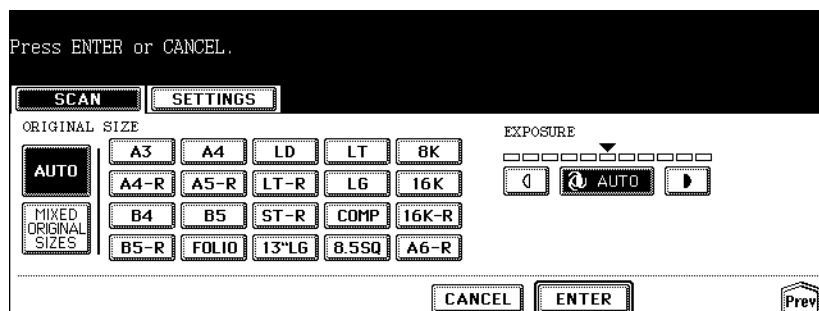 Press ENTER or CANCEL.
SCAN SETTINGS
ORIGINAL SIZE
EXPOSURE
AUTO
MIXED
ORIGINAL
SIZES
A3 A4 LD LT 8K
A4-R A5-R LT-R LG 16K
B4 B5 ST-R COMP 16K-R
B5-R FOLIO 13"LG 8.5SQ A6-R
AUTO
CANCEL ENTER
Prev